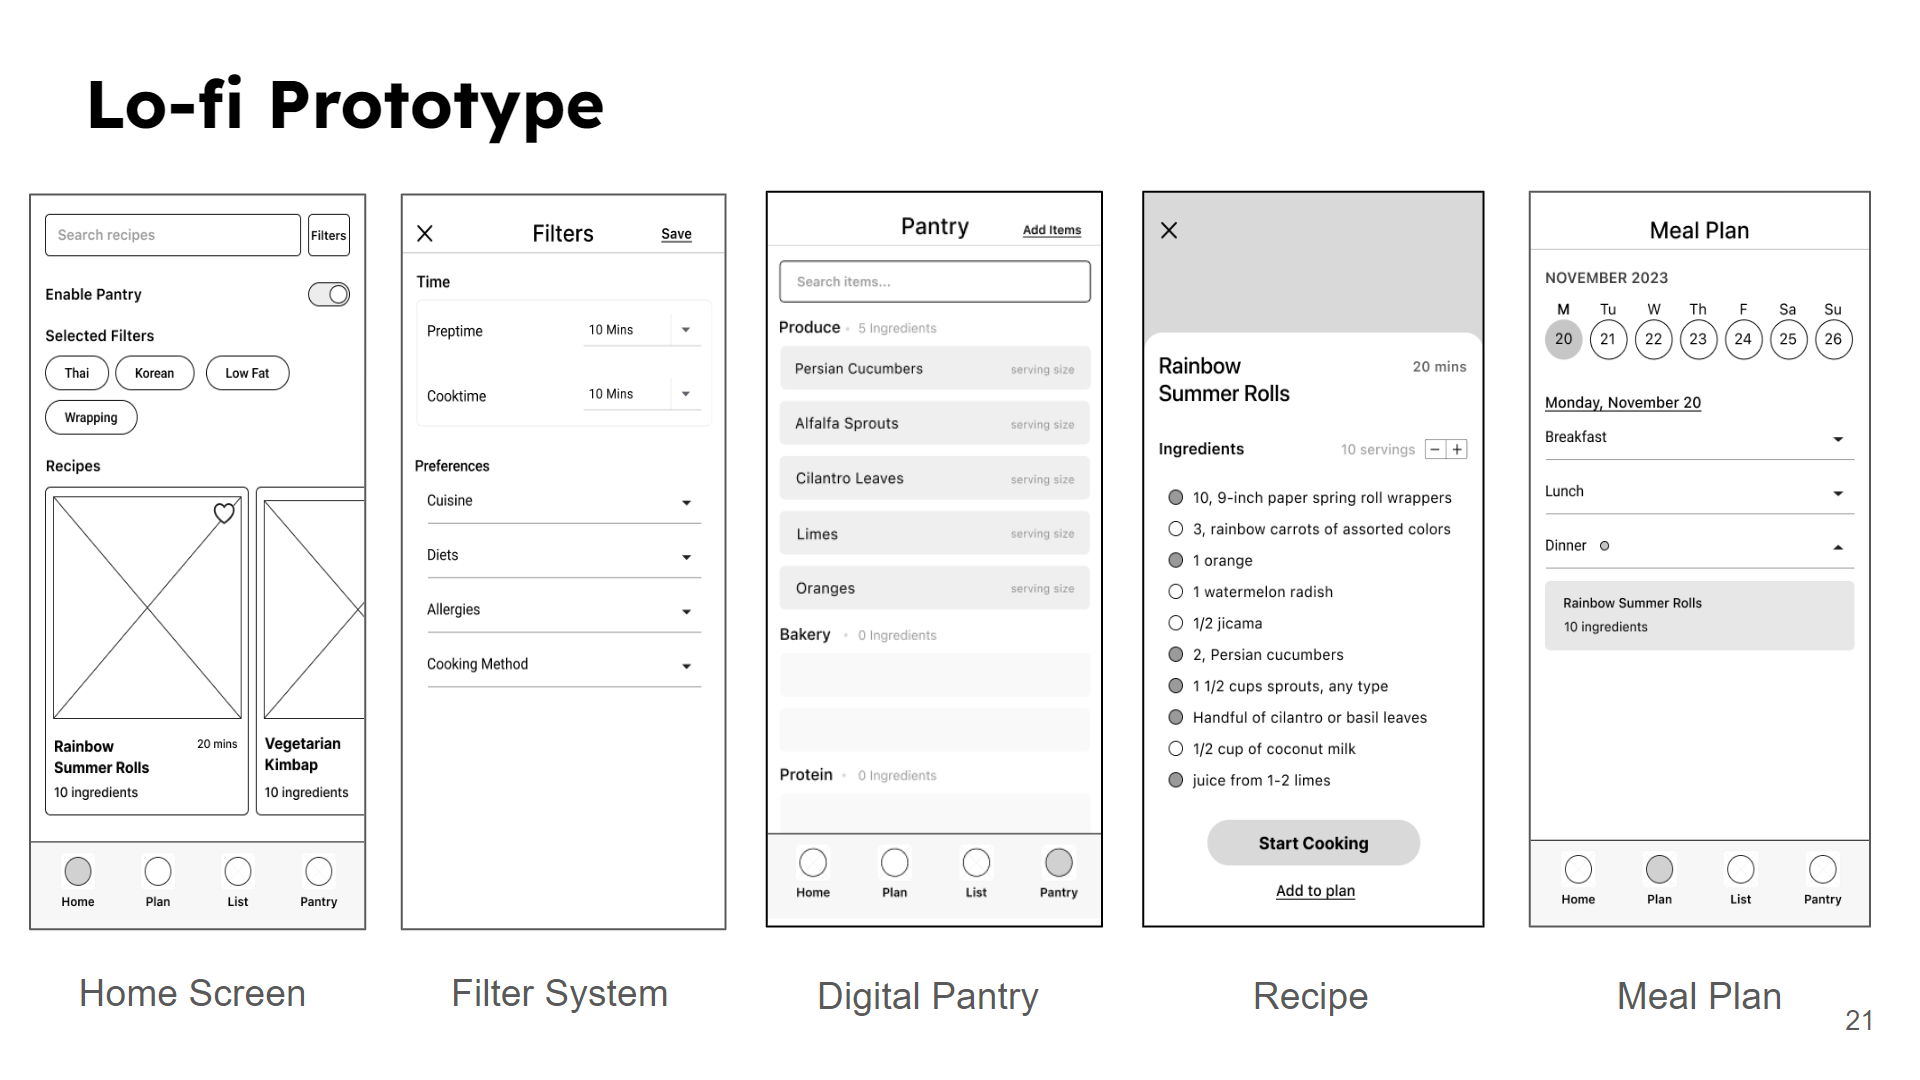 Lo-fi Prototype
Search recipes
Filters
Enable Pantry
Selected Filters
Thai
Korean
Low Fat
Wrapping
Recipes
Rainbow
Summer Rolls
20 mins
10 ingredients
Vegetarian
Kimbap
10 ingredients
Home
Plan
List
Pantry
Home Screen
Filters
Save
Time
Preptime
10 Mins
Cooktime
10 Mins
Preferences
Cuisine
Diets
Allergies
Cooking Method
Filter System
Pantry
Add Items
Search items...
Produce • 5 Ingredients
Persian Cucumbers
serving size
Alfalfa Sprouts
serving size
Cilantro Leaves
serving size
Limes
serving size
Oranges
serving size
Bakery • 0 Ingredients
Protein • 0 Ingredients
Home
Plan
List
Pantry
Digital Pantry
Rainbow
Summer Rolls
20 mins
Ingredients
10 servings
− +
10, 9-inch paper spring roll wrappers
3, rainbow carrots of assorted colors
1 orange
1 watermelon radish
1/2 jicama
2, Persian cucumbers
1 1/2 cups sprouts, any type
Handful of cilantro or basil leaves
1/2 cup of coconut milk
juice from 1-2 limes
Start Cooking
Add to plan
Recipe
Meal Plan
NOVEMBER 2023
M Tu W Th F Sa Su
20 21 22 23 24 25 26
Monday, November 20
Breakfast
Lunch
Dinner
Rainbow Summer Rolls
10 ingredients
Home
Plan
List
Pantry
Meal Plan
21